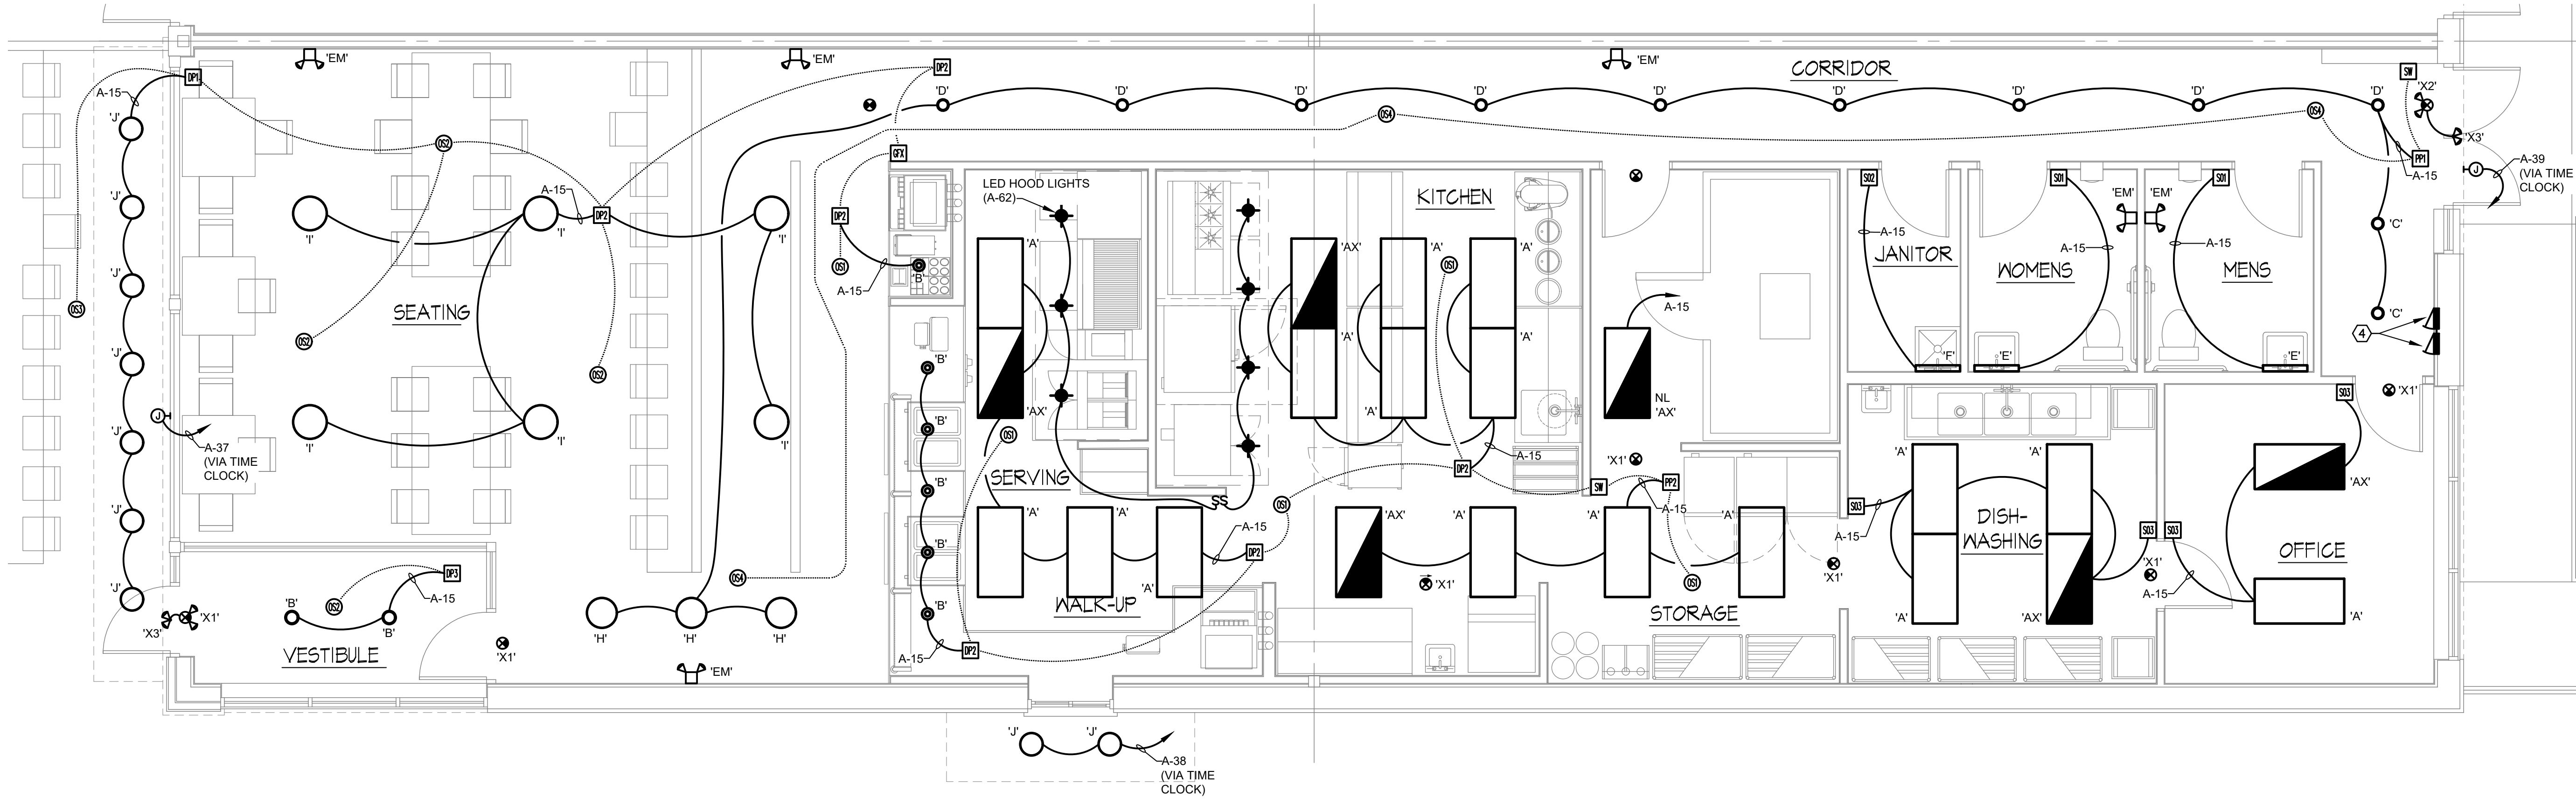 'EM'
'EM'
'EM'
CORRIDOR
DP1
DP2
SW
A-15
'D'
'D'
'D'
'D'
'D'
'D'
'D'
'D'
'D'
'X2'
'J'
OS2
OS4
OS4
'X3'
GFX
PP1
A-39
(VIA TIME
CLOCK)
A-15
J
LED HOOD LIGHTS
(A-62)
KITCHEN
SO2
SO1
SO1
'EM'
'EM'
'J'
'I'
A-15
'I'
DP2
'I'
DP2
'A'
'AX'
'A'
'A'
A-15
JANITOR
A-15
WOMENS
A-15
MENS
'C'
'J'
OS1
'B'
A-15
OS1
A-15
OS3
SEATING
'C'
4
'J'
OS2
'B'
'A'
'A'
'F'
'E'
'E'
OS2
'X1'
SO3
'J'
J
A-37
(VIA TIME
CLOCK)
'I'
'I'
'I'
'B'
'AX'
OS1
'A'
NL
'AX'
SERVING
'B'
A-15
DP2
'X1'
SW
PP2
A-15
'A'
'A'
'AX'
'J'
'A'
'A'
'A'
OS1
A-15
DP2
'AX'
'A'
'A'
'A'
SO3
A-15
DISH-
WASHING
SO3
SO3
OFFICE
'B'
'J'
OS2
DP3
A-15
OS4
'A'
'X1'
OS1
'X1'
'X1'
A-15
'B'
'B'
'B'
WALK-UP
STORAGE
'A'
'AX'
'A'
'X3'
'X1'
VESTIBULE
'X1'
'H'
'H'
'H'
A-15
DP2
'EM'
'J'
'J'
A-38
(VIA TIME
CLOCK)